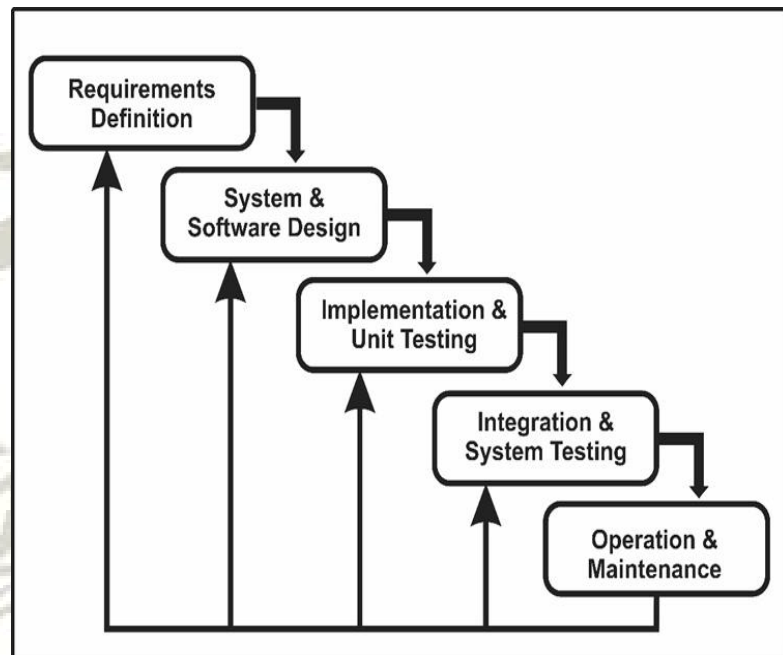 Requirements
Definition
System &
Software Design
Implementation &
Unit Testing
Integration &
System Testing
Operation &
Maintenance